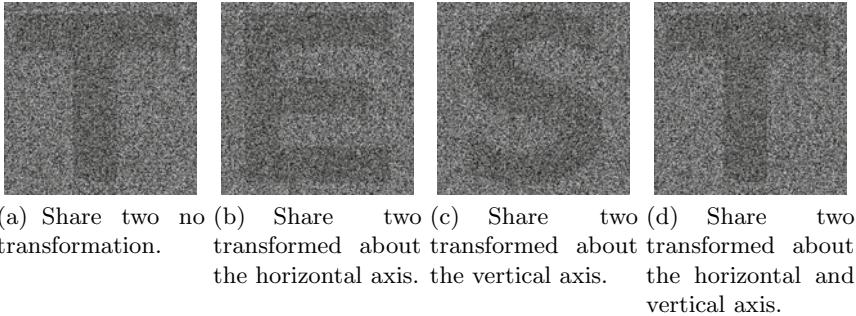 T E S T
(a) Share two no transformation.
(b) Share two transformed about the horizontal axis.
(c) Share two transformed about the vertical axis.
(d) Share two transformed about the horizontal and vertical axis.